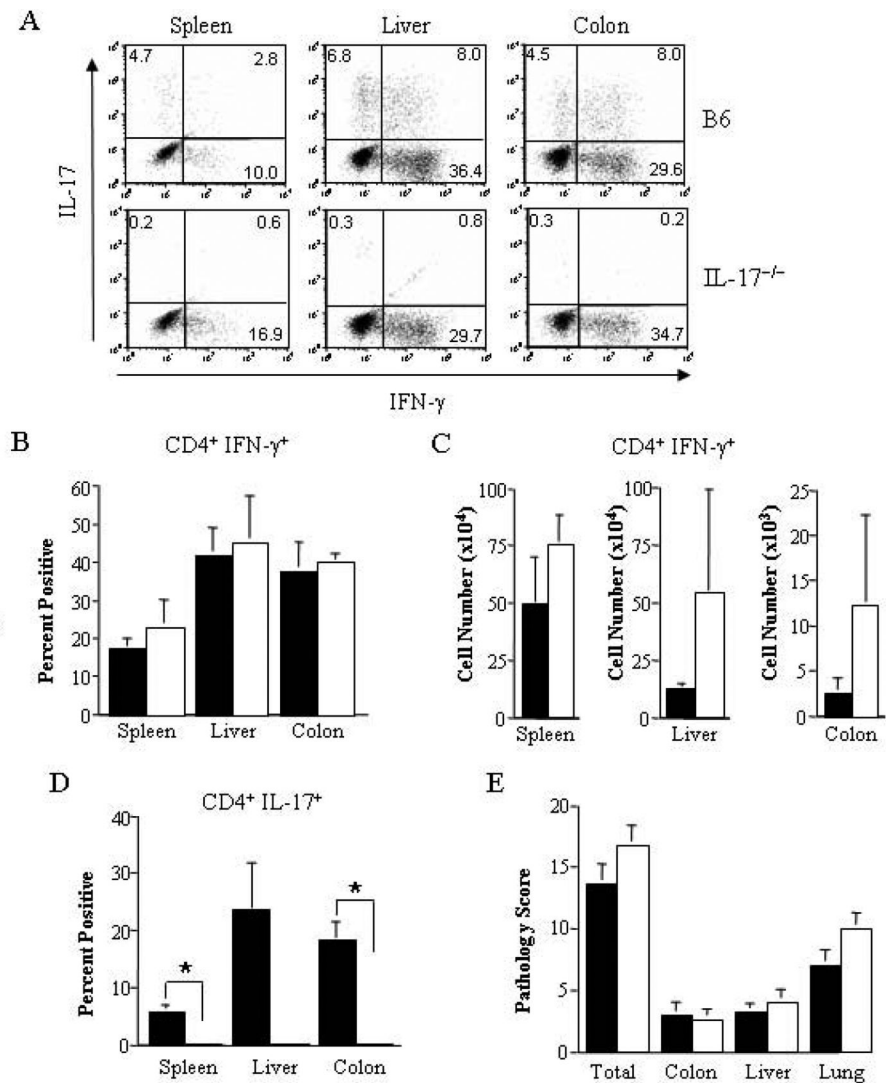 A
Spleen Liver Colon
4.7 2.8 6.8 8.0 4.5 8.0
10.0 36.4 29.6
B6
IL-17
0.2 0.6 0.3 0.8 0.3 0.2
16.9 29.7 34.7
IL-17⁻/⁻
IFN-γ
B
CD4⁺ IFN-γ⁺
Percent Positive
60
50
40
30
20
10
0
Spleen Liver Colon
C
CD4⁺ IFN-γ⁺
Cell Number (x10⁴)
100
75
50
25
0
Spleen
Cell Number (x10⁴)
100
75
50
25
0
Liver
Cell Number (x10³)
25
20
15
10
5
0
Colon
D
CD4⁺ IL-17⁺
Percent Positive
40
30
20
10
0
★ ★
Spleen Liver Colon
E
Pathology Score
20
15
10
5
0
Total Colon Liver Lung